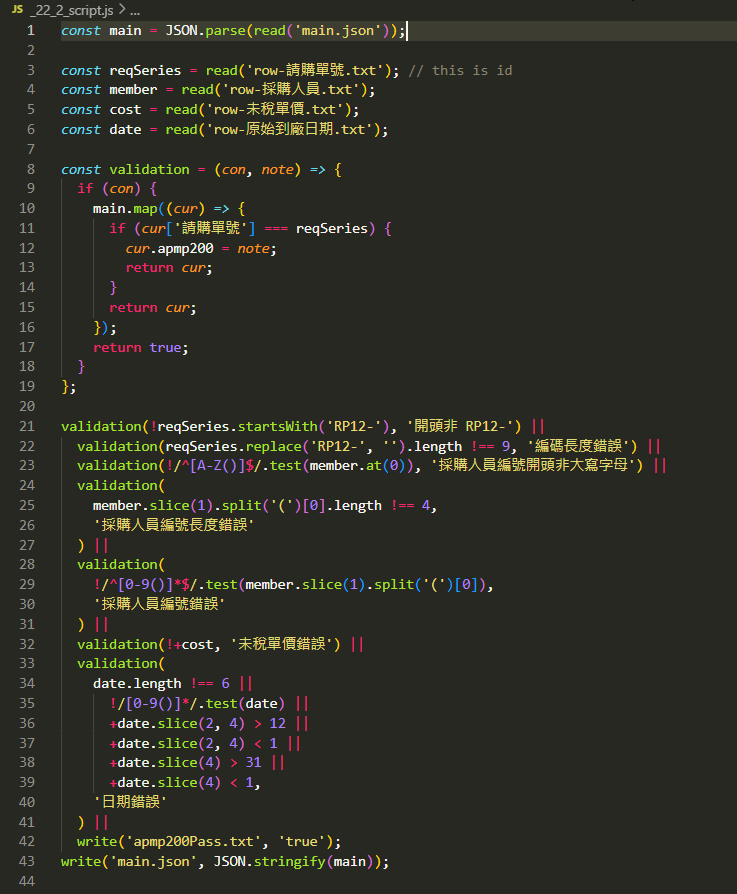 JS _22_2_script.js > ...
1 const main = JSON.parse(read('main.json'));
2
3 const reqSeries = read('row-請購單號.txt'); // this is id
4 const member = read('row-採購人員.txt');
5 const cost = read('row-未稅單價.txt');
6 const date = read('row-原始到廠日期.txt');
7
8 const validation = (con, note) => {
9 if (con) {
10 main.map((cur) => {
11 if (cur['請購單號'] === reqSeries) {
12 cur.apmp200 = note;
13 return cur;
14 }
15 return cur;
16 });
17 return true;
18 }
19 };
20
21 validation(!reqSeries.startsWith('RP12-'), '開頭非 RP12-') ||
22 validation(reqSeries.replace('RP12-', '').length !== 9, '編碼長度錯誤') ||
23 validation(!/^[A-Z()]$/.test(member.at(0)), '採購人員編號開頭非大寫字母') ||
24 validation(
25 member.slice(1).split('(')[0].length !== 4,
26 '採購人員編號長度錯誤'
27 ) ||
28 validation(
29 !/^[0-9()]*$/.test(member.slice(1).split('(')[0]),
30 '採購人員編號錯誤'
31 ) ||
32 validation(!+cost, '未稅單價錯誤') ||
33 validation(
34 date.length !== 6 ||
35 !/[0-9()]*/.test(date) ||
36 +date.slice(2, 4) > 12 ||
37 +date.slice(2, 4) < 1 ||
38 +date.slice(4) > 31 ||
39 +date.slice(4) < 1,
40 '日期錯誤'
41 ) ||
42 write('apmp200Pass.txt', 'true');
43 write('main.json', JSON.stringify(main));
44